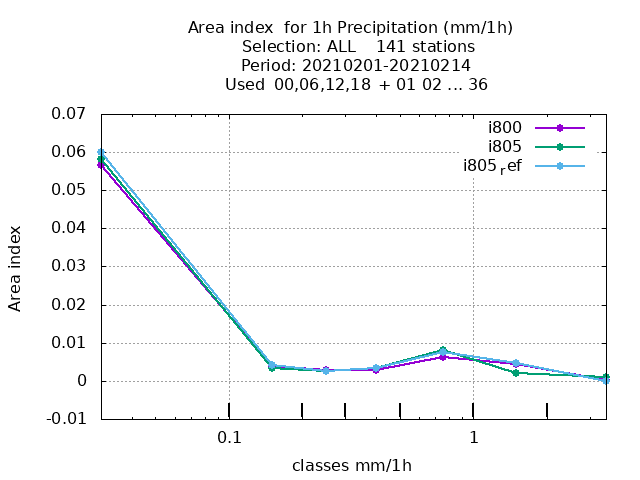 Area index  for 1h Precipitation (mm/1h)
Selection: ALL    141 stations
Period: 20210201-20210214
Used  00,06,12,18 + 01 02 ... 36
0.07
0.06
0.05
0.04
0.03
0.02
0.01
0
-0.01
Area index
i800
i805
i805ref
0.1
1
classes mm/1h